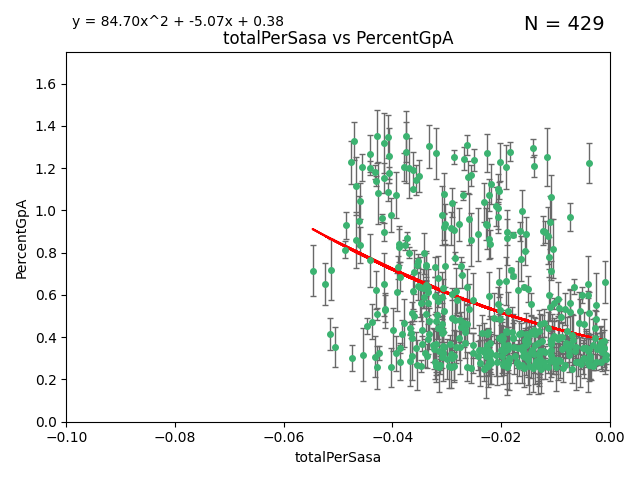 y = 84.70x^2 + -5.07x + 0.38
N = 429
totalPerSasa vs PercentGpA
PercentGpA
1.6
1.4
1.2
1.0
0.8
0.6
0.4
0.2
0.0
−0.10 −0.08 −0.06 −0.04 −0.02 0.00
totalPerSasa